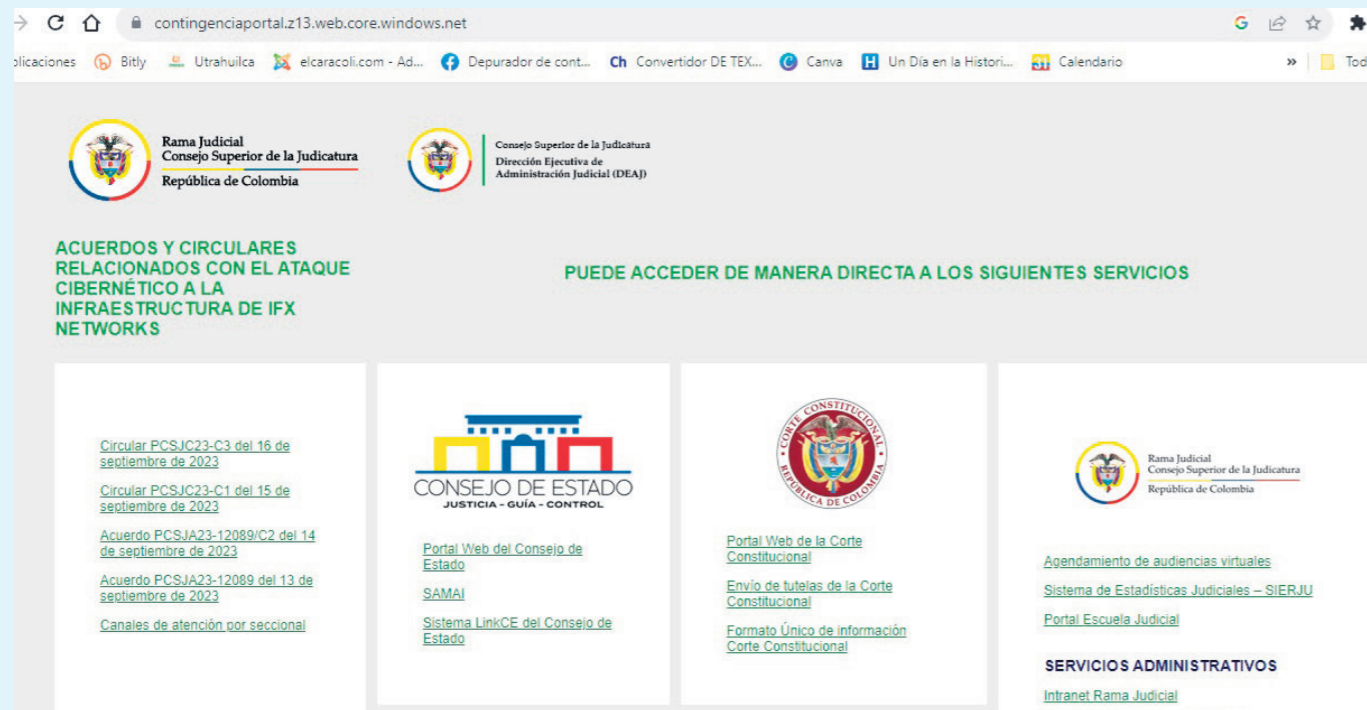 contingenciaportal.z13.web.core.windows.net
plicaciones Bitly Utrahuilca elcaracoli.com - Ad... Depurador de cont... Ch Convertidor DE TEX... Canva H Un Día en la Histori... 31 Calendario » Tod
Rama Judicial
Consejo Superior de la Judicatura
República de Colombia
Consejo Superior de la Judicatura
Dirección Ejecutiva de
Administración Judicial (DEAJ)
ACUERDOS Y CIRCULARES
RELACIONADOS CON EL ATAQUE
CIBERNÉTICO A LA
INFRAESTRUCTURA DE IFX
NETWORKS
PUEDE ACCEDER DE MANERA DIRECTA A LOS SIGUIENTES SERVICIOS
Circular PCSJC23-C3 del 16 de
septiembre de 2023
Circular PCSJC23-C1 del 15 de
septiembre de 2023
Acuerdo PCSJA23-12089/C2 del 14
de septiembre de 2023
Acuerdo PCSJA23-12089 del 13 de
septiembre de 2023
Canales de atención por seccional
CONSEJO DE ESTADO
JUSTICIA - GUÍA - CONTROL
Portal Web del Consejo de
Estado
SAMAI
Sistema LinkCE del Consejo de
Estado
CORTE CONSTITUCIONAL
REPÚBLICA DE COLOMBIA
Portal Web de la Corte
Constitucional
Envío de tutelas de la Corte
Constitucional
Formato Único de información
Corte Constitucional
Rama Judicial
Consejo Superior de la Judicatura
República de Colombia
Agendamiento de audiencias virtuales
Sistema de Estadísticas Judiciales – SIERJU
Portal Escuela Judicial
SERVICIOS ADMINISTRATIVOS
Intranet Rama Judicial